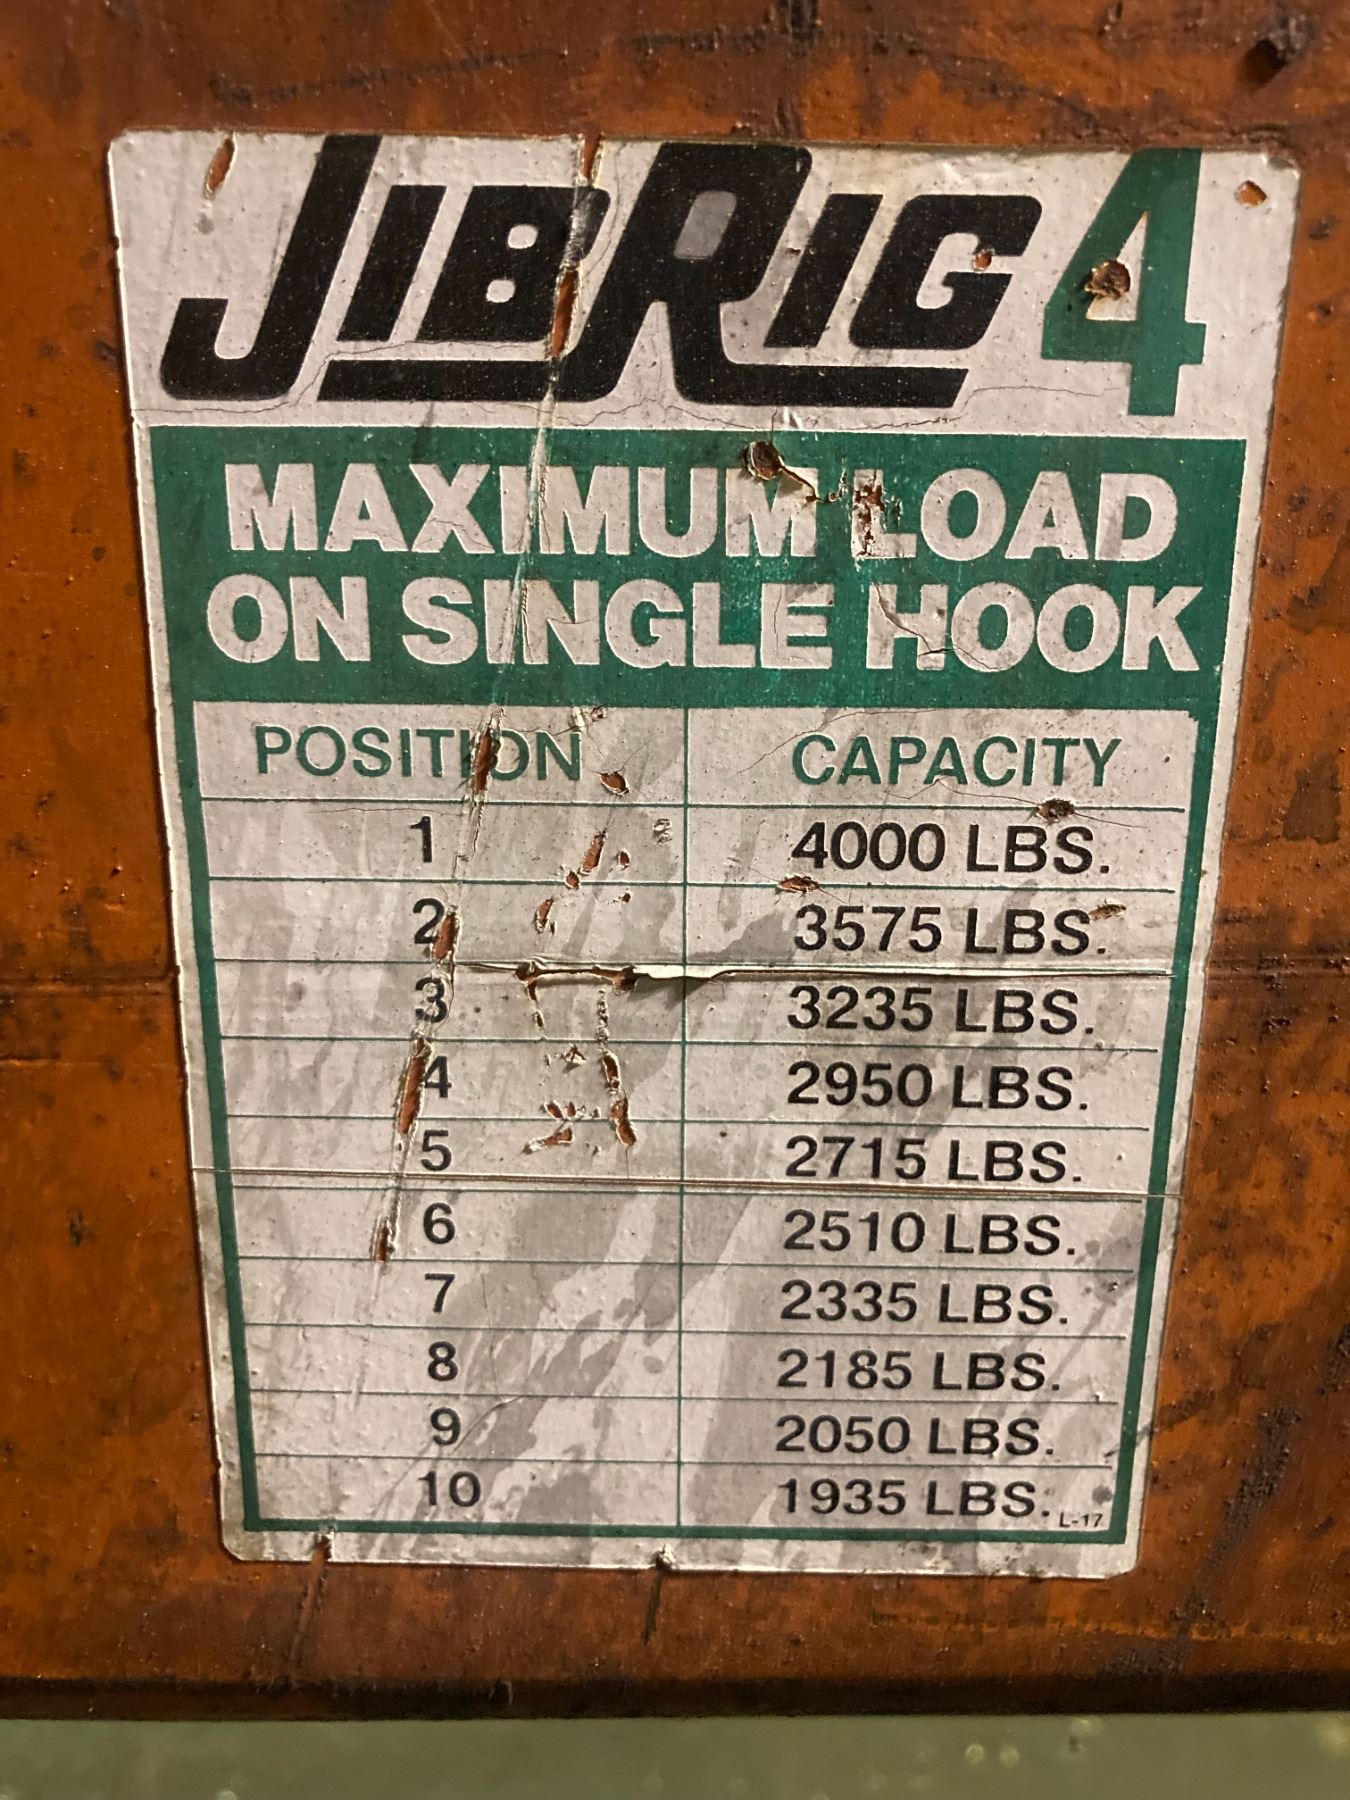 JIBRIG 4
MAXIMUM LOAD
ON SINGLE HOOK
POSITION CAPACITY
1 4000 LBS.
2 3575 LBS.
3 3235 LBS.
4 2950 LBS.
5 2715 LBS.
6 2510 LBS.
7 2335 LBS.
8 2185 LBS.
9 2050 LBS.
10 1935 LBS.
L-17